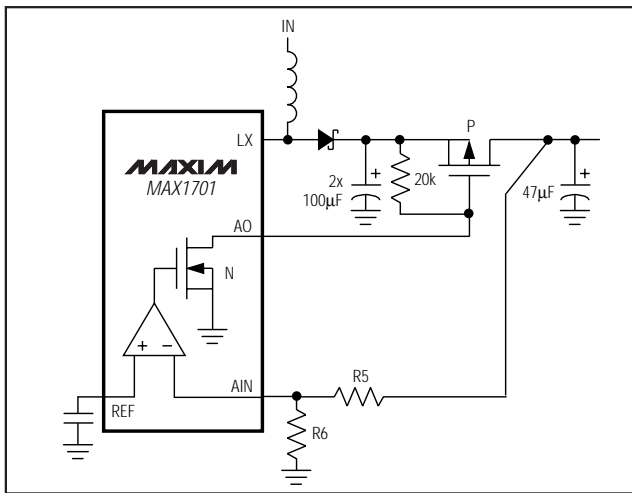 IN
LX
P
MAXIM
MAX1701
+
2x
100µF
20k
+
47µF
AO
N
+ −
AIN
R5
REF
R6